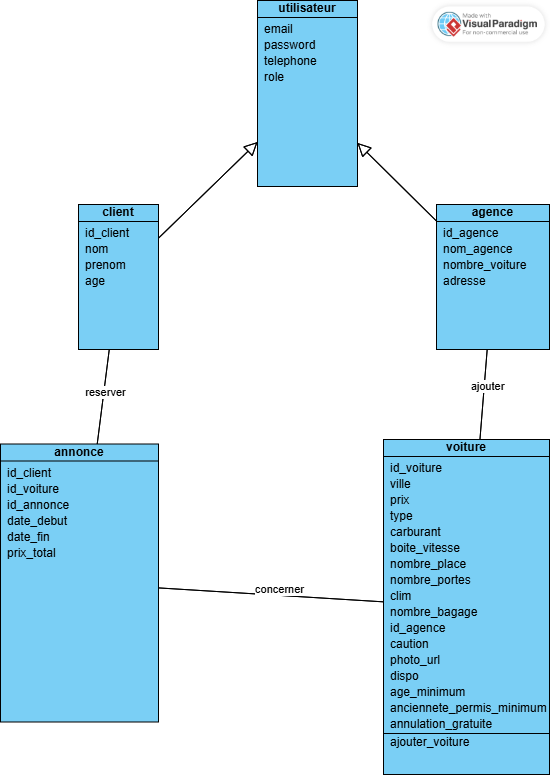 utilisateur
email
password
telephone
role
Made with
VisualParadigm
For non-commercial use
client
id_client
nom
prenom
age
agence
id_agence
nom_agence
nombre_voiture
adresse
reserver
ajouter
annonce
id_client
id_voiture
id_annonce
date_debut
date_fin
prix_total
voiture
id_voiture
ville
prix
type
carburant
boite_vitesse
nombre_place
nombre_portes
clim
nombre_bagage
id_agence
caution
photo_url
dispo
age_minimum
anciennete_permis_minimum
annulation_gratuite
ajouter_voiture
concerner